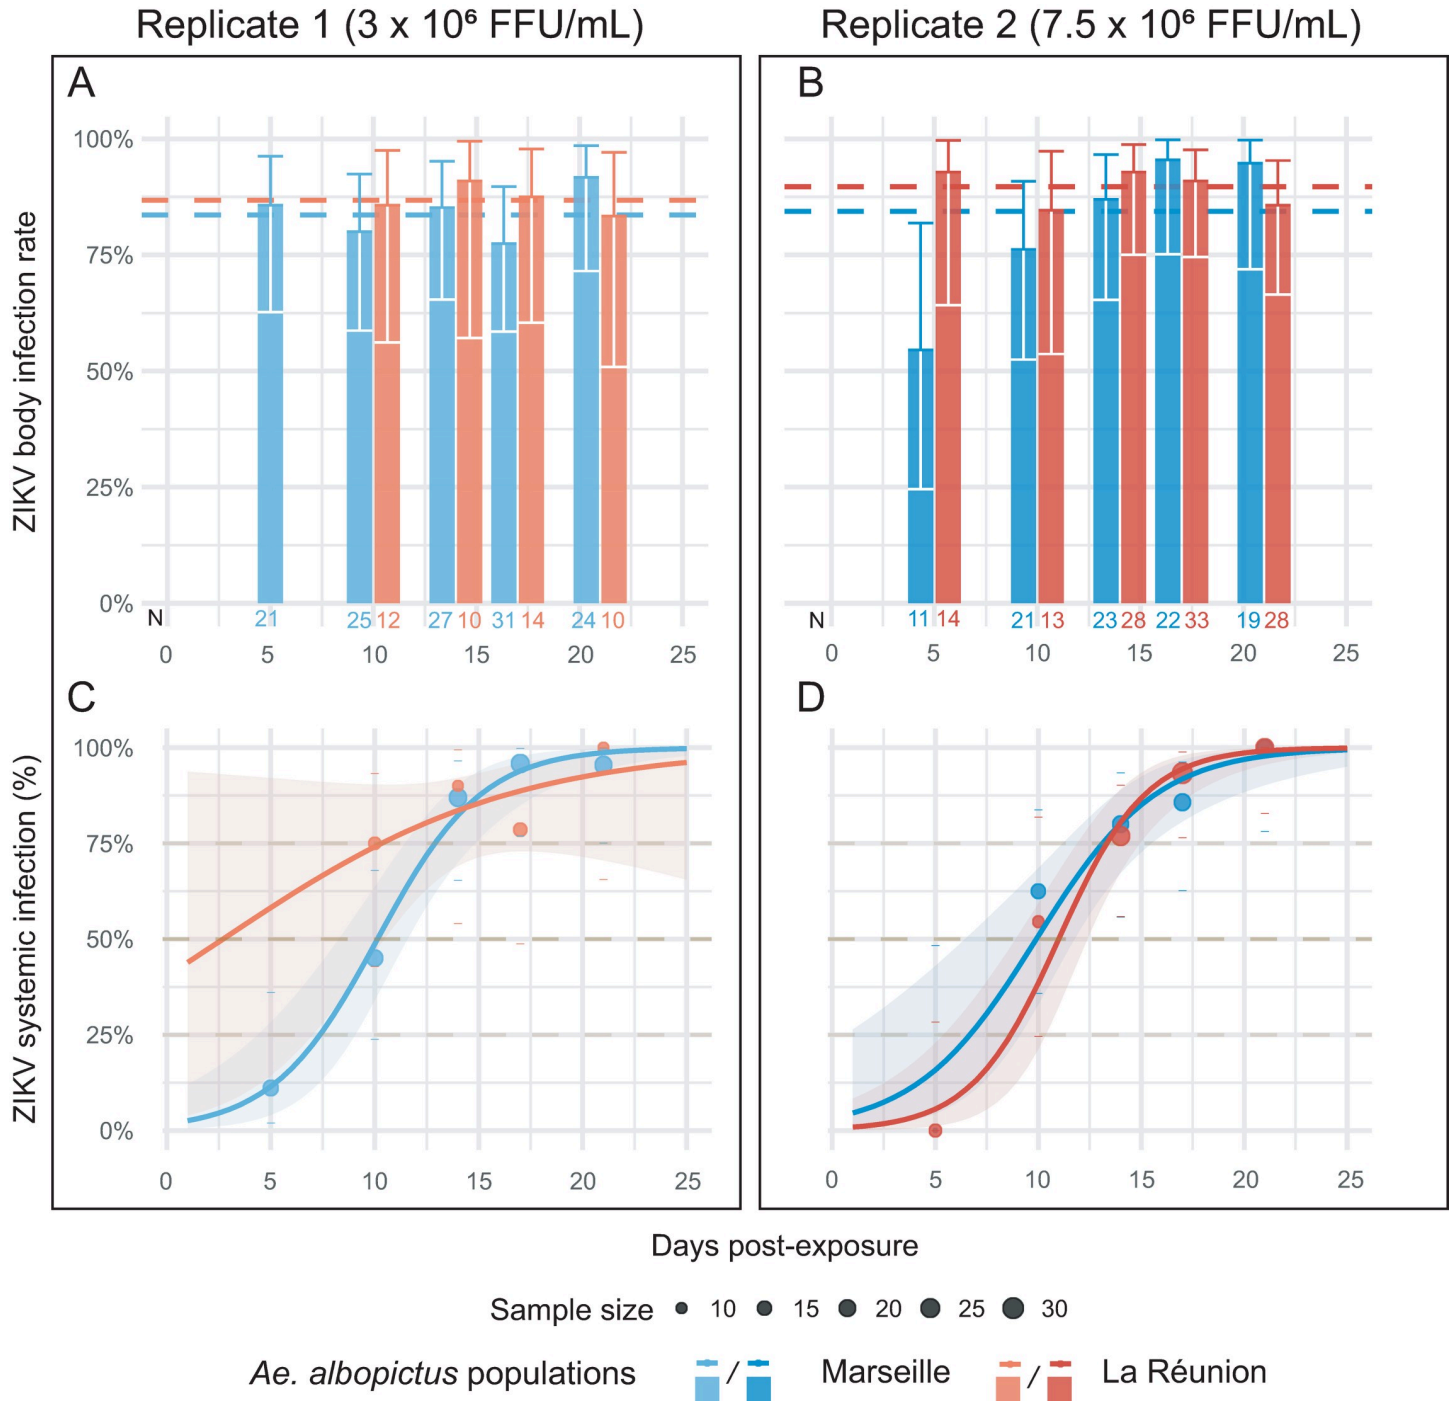 Replicate 1 (3 x 10⁶ FFU/mL)
Replicate 2 (7.5 x 10⁶ FFU/mL)
A
ZIKV body infection rate
100%
75%
50%
25%
0%
N
21
25 12
27 10
31 14
24 10
0 5 10 15 20 25
B
N
11 14
21 13
23 28
22 33
19 28
0 5 10 15 20 25
C
ZIKV systemic infection (%)
100%
75%
50%
25%
0%
0 5 10 15 20 25
D
0 5 10 15 20 25
Days post-exposure
Sample size 10 15 20 25 30
Ae. albopictus populations / Marseille / La Réunion